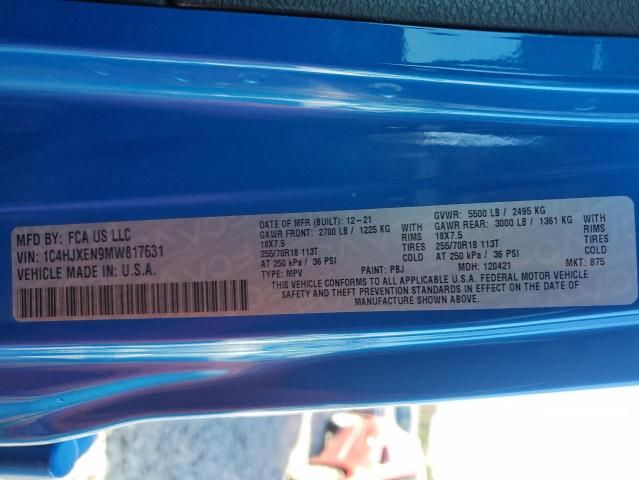 MFD BY: FCA US LLC
VIN: 1C4HJXEN9MW817631
VEHICLE MADE IN U.S.A.
DATE OF MFR (BUILT): 12-21
GAWR FRONT: 2700 LB / 1225 KG WITH
18X7.5 RIMS
255/70R18 113T
AT 250 kPa / 36 PSI COLD
GVWR: 5500 LB / 2495 KG
GAWR REAR: 3000 LB / 1361 KG WITH
18X7.5 RIMS
255/70R18 113T
AT 250 kPa / 36 PSI COLD
TYPE: MPV PAINT: PBJ MDH: 120421 MKT: 875
THIS VEHICLE CONFORMS TO ALL APPLICABLE U.S.A. FEDERAL MOTOR VEHICLE
SAFETY AND THEFT PREVENTION STANDARDS IN EFFECT ON THE DATE OF
MANUFACTURE SHOWN ABOVE.